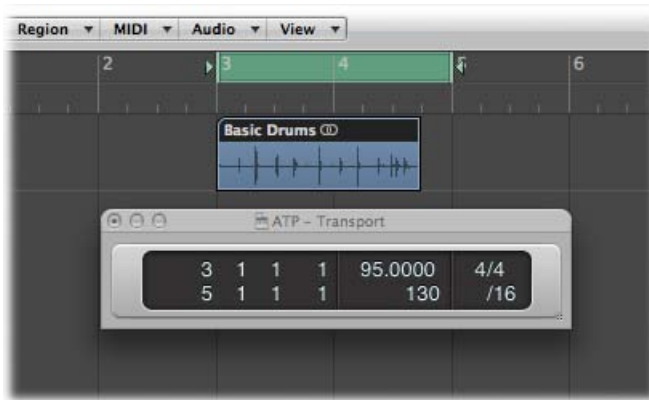 Region MIDI Audio View
2 3 4 5 6
Basic Drums
ATP - Transport
3 1 1 1 95.0000 4/4
5 1 1 1 130 /16